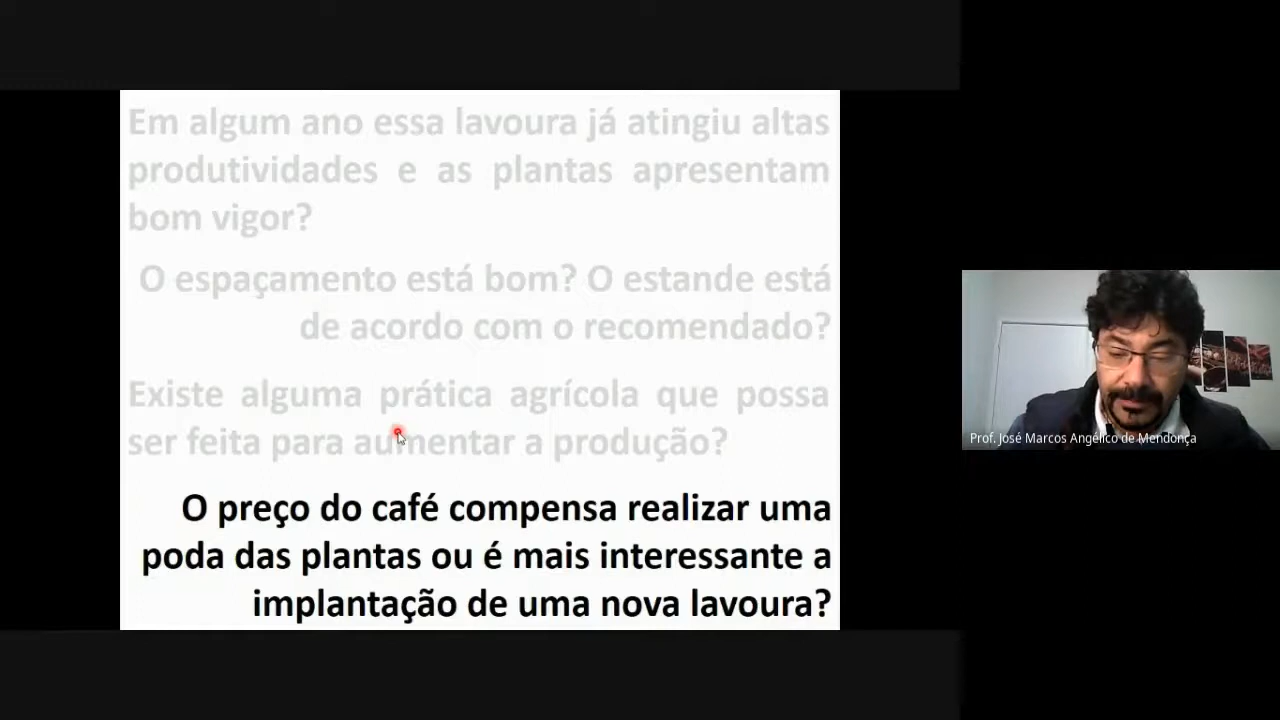 Em algum ano essa lavoura já atingiu altas
produtividades e as plantas apresentam
bom vigor?
O espaçamento está bom? O estande está
de acordo com o recomendado?
Existe alguma prática agrícola que possa
ser feita para aumentar a produção?
O preço do café compensa realizar uma
poda das plantas ou é mais interessante a
implantação de uma nova lavoura?
Prof. José Marcos Angélico de Mendonça